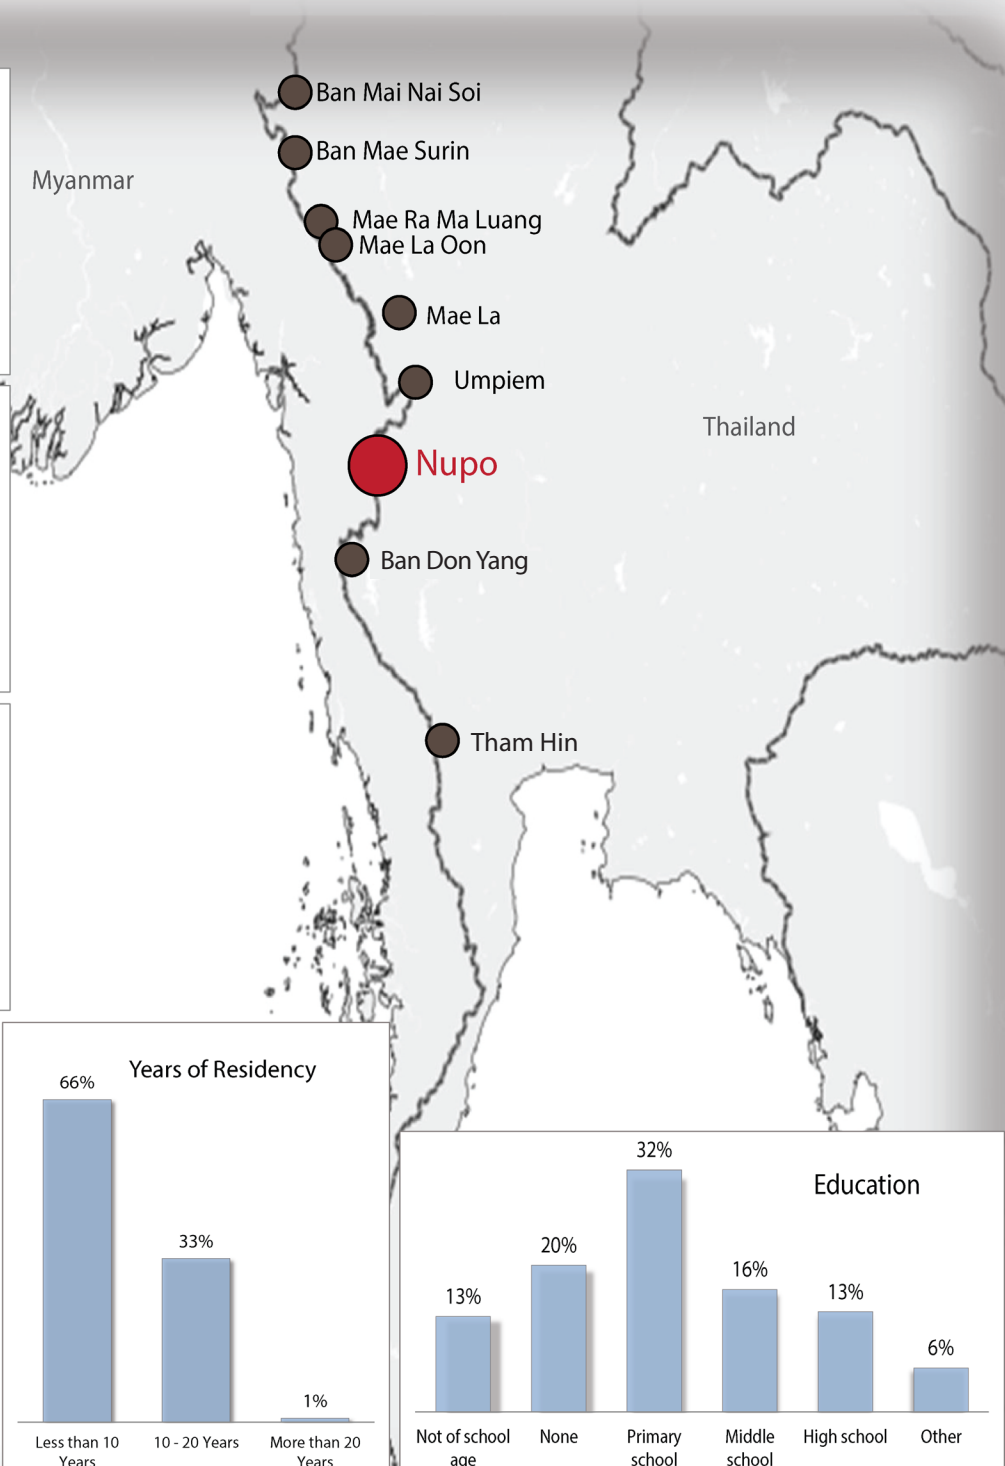 Ban Mai Nai Soi
Ban Mae Surin
Myanmar
Mae Ra Ma Luang
Mae La Oon
Mae La
Umpiem
Thailand
Nupo
Ban Don Yang
Tham Hin
Years of Residency
66%
33%
1%
Less than 10
Years
10 - 20 Years
More than 20
Years
Education
13%
20%
32%
16%
13%
6%
Not of school
age
None
Primary
school
Middle
school
High school
Other